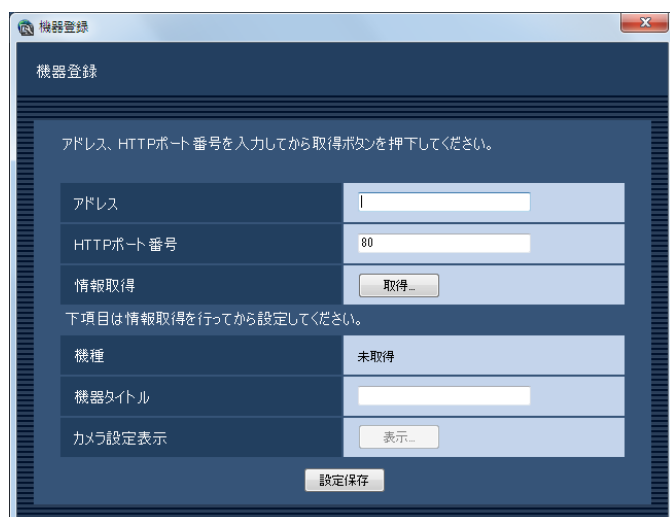 機器登録
機器登録
アドレス、HTTPポート番号を入力してから取得ボタンを押下してください。
アドレス
HTTPポート番号 80
情報取得 取得...
下項目は情報取得を行ってから設定してください。
機種 未取得
機器タイトル
カメラ設定表示 表示...
設定保存